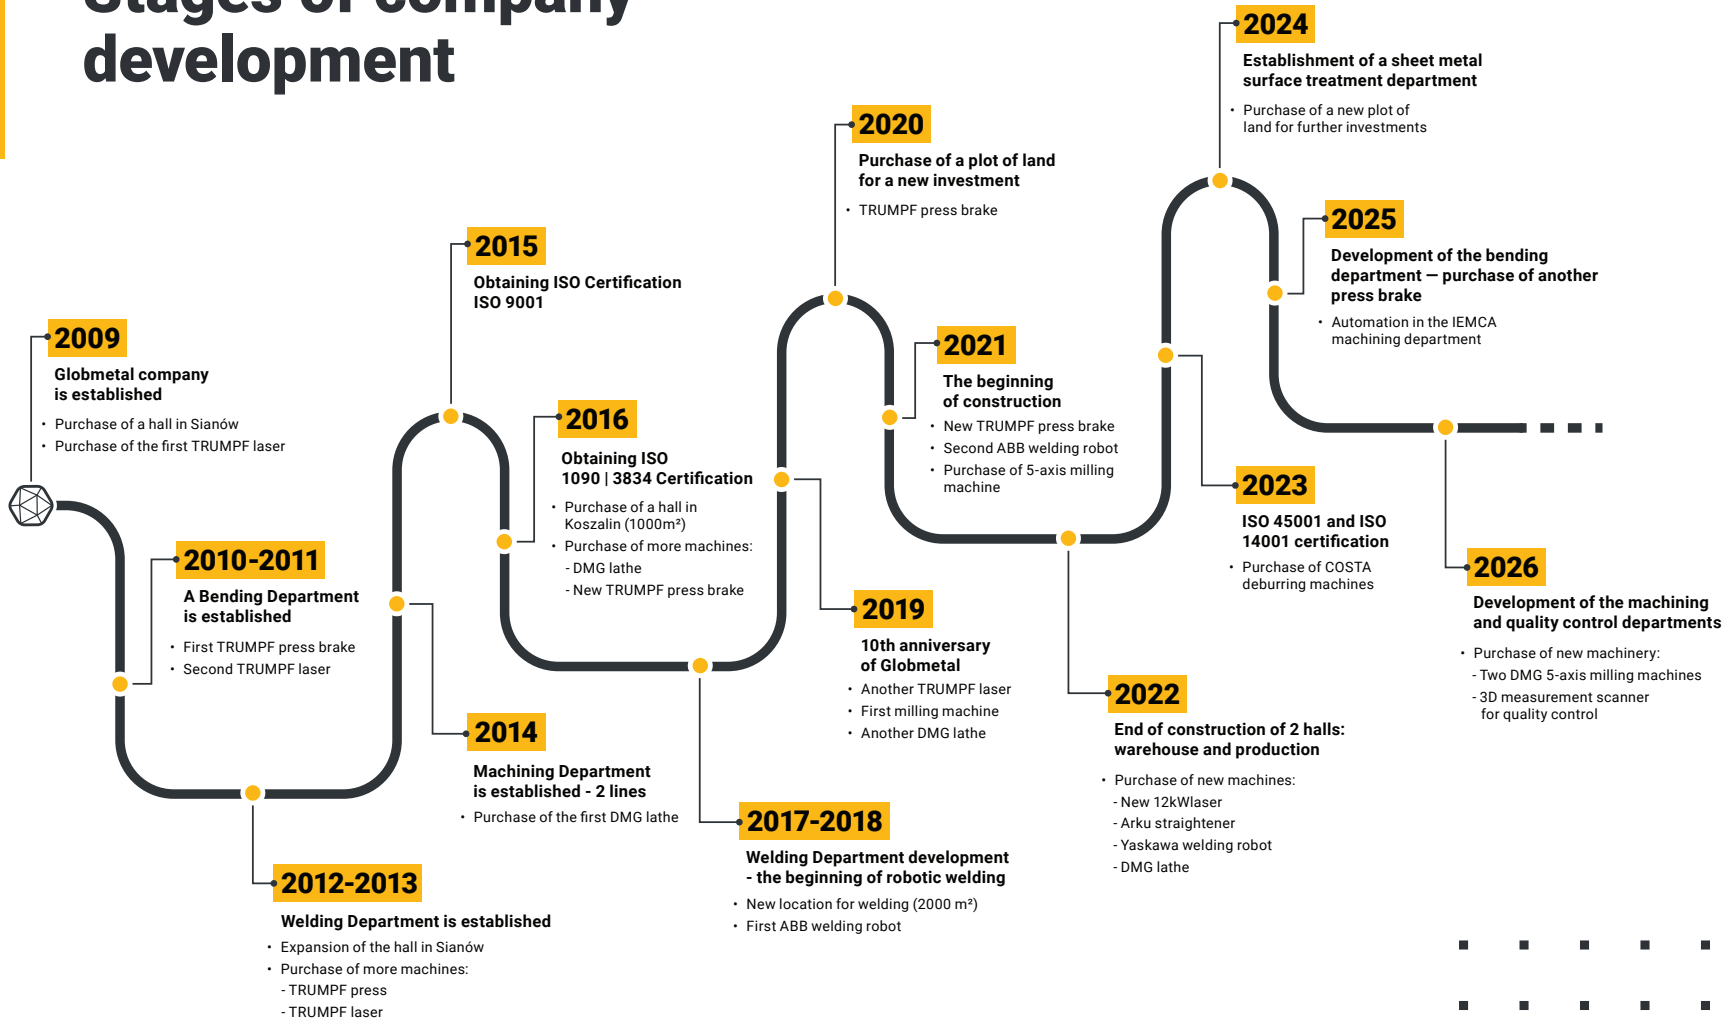 Stages of company
development
2009
Globmetal company
is established
• Purchase of a hall in Sianów
• Purchase of the first TRUMPF laser
2010-2011
A Bending Department
is established
• First TRUMPF press brake
• Second TRUMPF laser
2012-2013
Welding Department is established
• Expansion of the hall in Sianów
• Purchase of more machines:
- TRUMPF press
- TRUMPF laser
2014
Machining Department
is established - 2 lines
• Purchase of the first DMG lathe
2015
Obtaining ISO Certification
ISO 9001
2016
Obtaining ISO
1090 | 3834 Certification
• Purchase of a hall in
Koszalin (1000m²)
• Purchase of more machines:
- DMG lathe
- New TRUMPF press brake
2017-2018
Welding Department development
- the beginning of robotic welding
• New location for welding (2000 m²)
• First ABB welding robot
2019
10th anniversary
of Globmetal
• Another TRUMPF laser
• First milling machine
• Another DMG lathe
2020
Purchase of a plot of land
for a new investment
• TRUMPF press brake
2021
The beginning
of construction
• New TRUMPF press brake
• Second ABB welding robot
• Purchase of 5-axis milling
machine
2022
End of construction of 2 halls:
warehouse and production
• Purchase of new machines:
- New 12kWlaser
- Arku straightener
- Yaskawa welding robot
- DMG lathe
2023
ISO 45001 and ISO
14001 certification
• Purchase of COSTA
deburring machines
2024
Establishment of a sheet metal
surface treatment department
• Purchase of a new plot of
land for further investments
2025
Development of the bending
department — purchase of another
press brake
• Automation in the IEMCA
machining department
2026
Development of the machining
and quality control departments
• Purchase of new machinery:
- Two DMG 5-axis milling machines
- 3D measurement scanner
for quality control